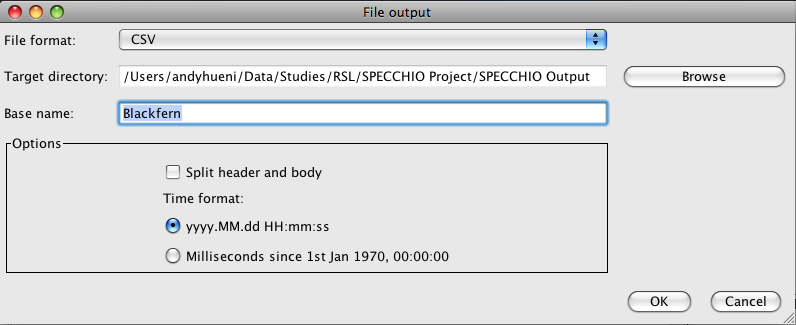 File output
File format: CSV
Target directory: /Users/andyhueni/Data/Studies/RSL/SPECCHIO Project/SPECCHIO Output Browse
Base name: Blackfern
Options
Split header and body
Time format:
yyyy.MM.dd HH:mm:ss
Milliseconds since 1st Jan 1970, 00:00:00
OK Cancel